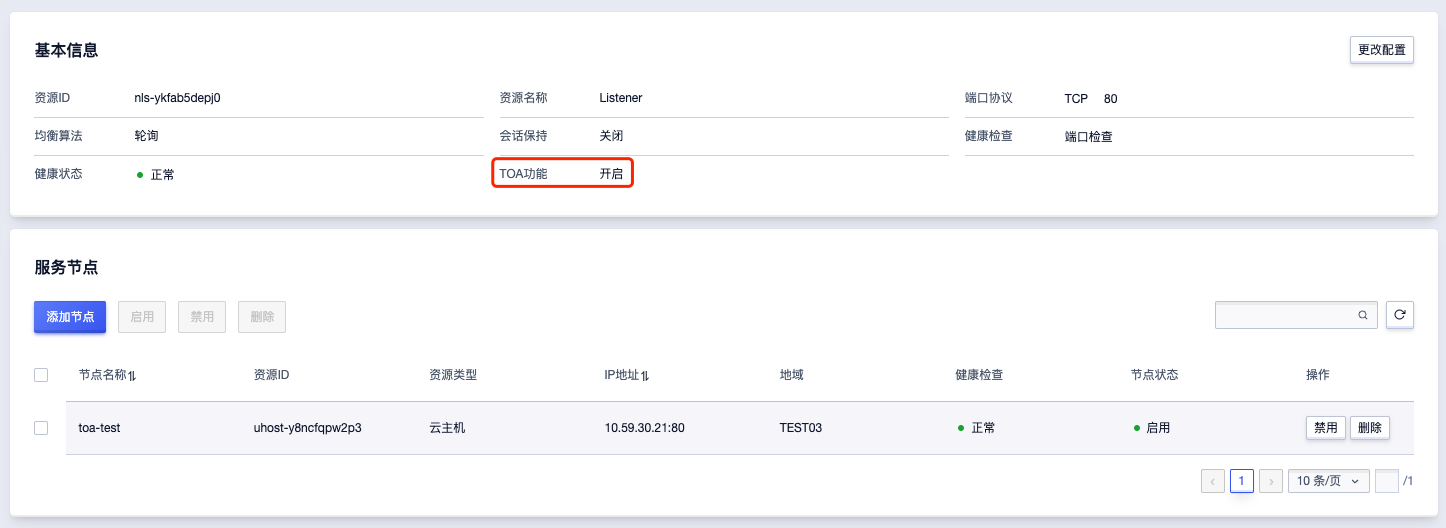 基本信息
更改配置
资源ID nls-ykfab5depj0 资源名称 Listener 端口协议 TCP 80
均衡算法 轮询 会话保持 关闭 健康检查 端口检查
健康状态 正常 TOA功能 开启
服务节点
添加节点 启用 禁用 删除
节点名称 资源ID 资源类型 IP地址 地域 健康检查 节点状态 操作
toa-test uhost-y8ncfqpw2p3 云主机 10.59.30.21:80 TEST03 正常 启用 禁用 删除
1 10 条/页 /1